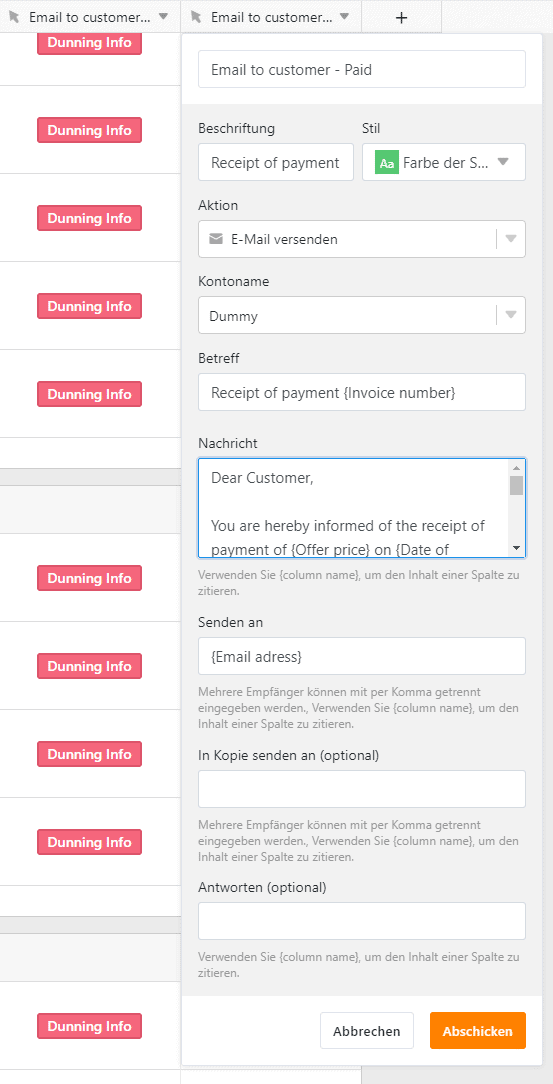 Email to customer...
Email to customer...
+
Dunning Info
Dunning Info
Dunning Info
Dunning Info
Dunning Info
Dunning Info
Dunning Info
Dunning Info
Dunning Info
Dunning Info
Email to customer - Paid
Beschriftung
Stil
Receipt of payment
Aa Farbe der S...
Aktion
E-Mail versenden
Kontoname
Dummy
Betreff
Receipt of payment {Invoice number}
Nachricht
Dear Customer,
You are hereby informed of the receipt of
payment of {Offer price} on {Date of
Verwenden Sie {column name}, um den Inhalt einer Spalte zu
zitieren.
Senden an
{Email adress}
Mehrere Empfänger können mit per Komma getrennt
eingegeben werden., Verwenden Sie {column name}, um den
Inhalt einer Spalte zu zitieren.
In Kopie senden an (optional)
Mehrere Empfänger können mit per Komma getrennt
eingegeben werden., Verwenden Sie {column name}, um den
Inhalt einer Spalte zu zitieren.
Antworten (optional)
Verwenden Sie {column name}, um den Inhalt einer Spalte zu
zitieren.
Abbrechen
Abschicken